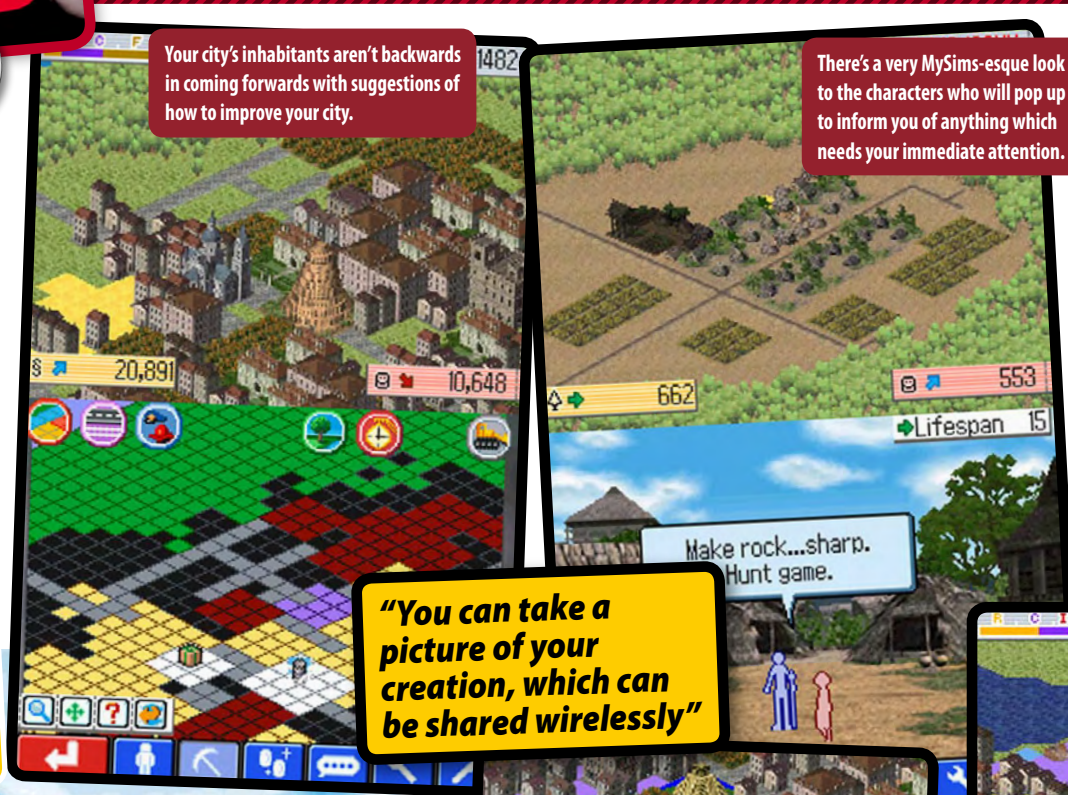 C F
1482
Your city's inhabitants aren't backwards
in coming forwards with suggestions of
how to improve your city.
§ 20,891
10,648
?
There's a very MySims-esque look
to the characters who will pop up
to inform you of anything which
needs your immediate attention.
662
553
Lifespan 15
Make rock...sharp.
Hunt game.
"You can take a
picture of your
creation, which can
be shared wirelessly"
R C I